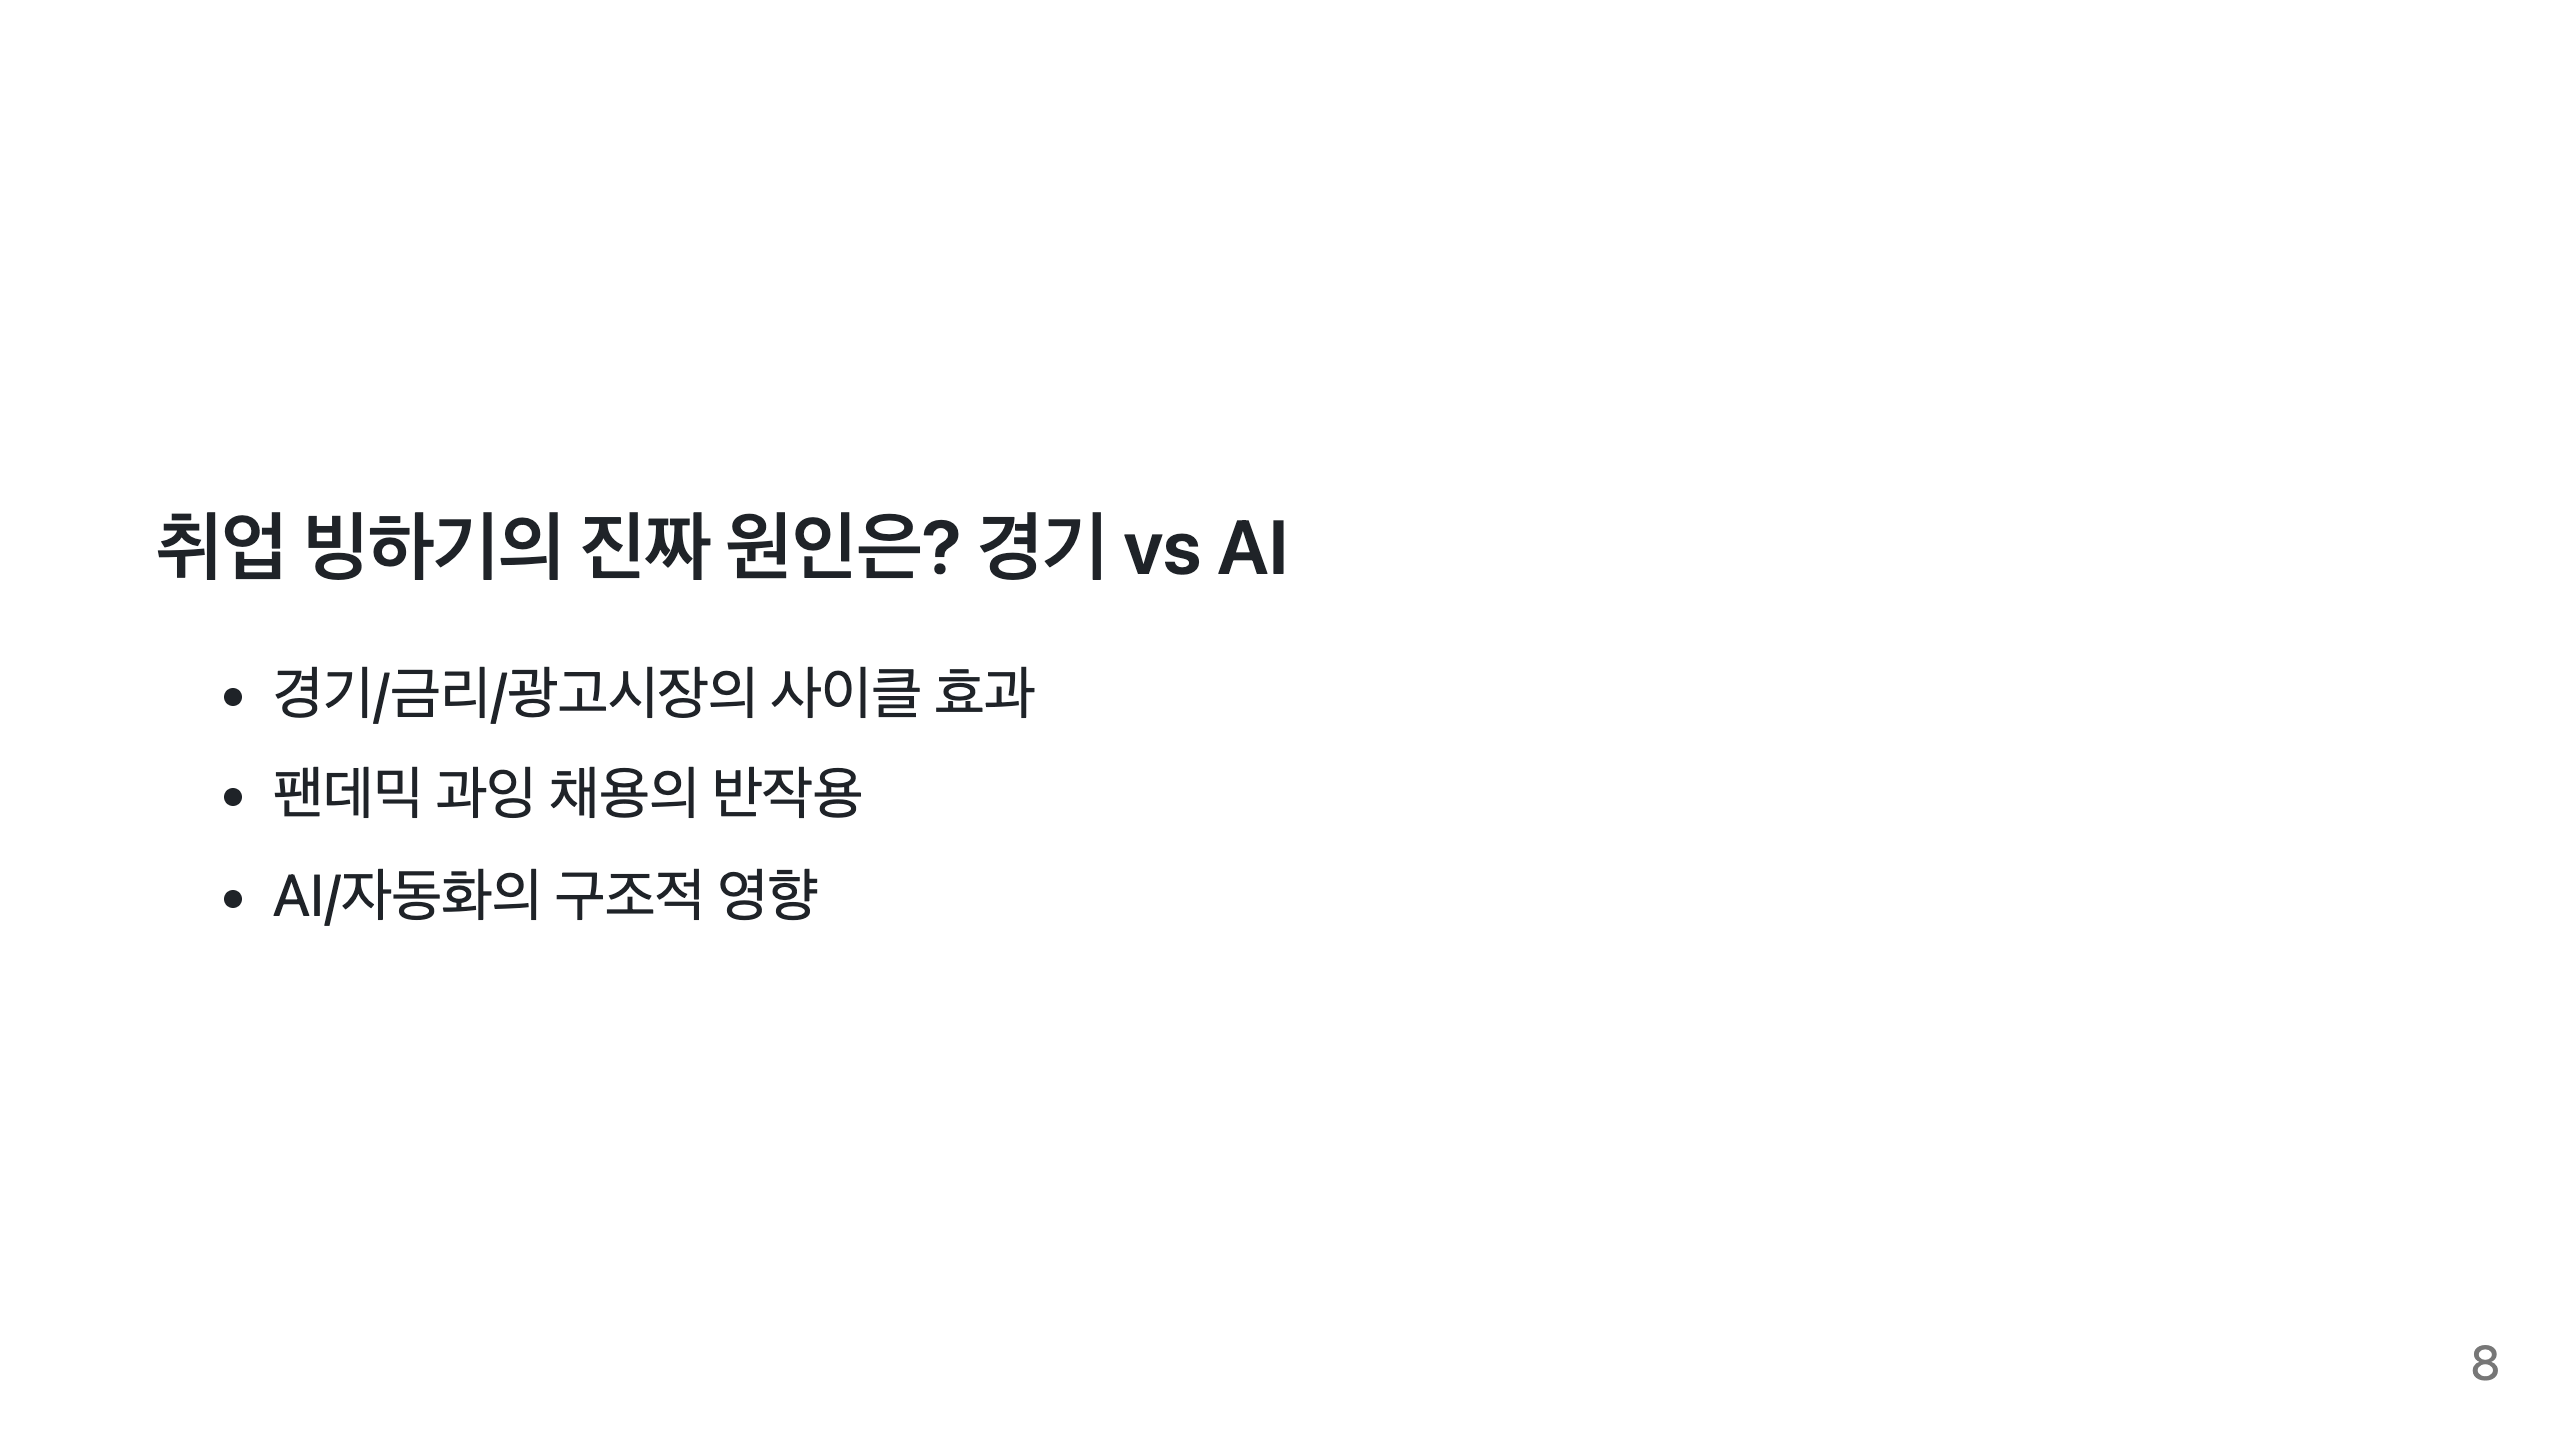 취업 빙하기의 진짜 원인은? 경기 vs AI
• 경기/금리/광고시장의 사이클 효과
• 팬데믹 과잉 채용의 반작용
• AI/자동화의 구조적 영향
8